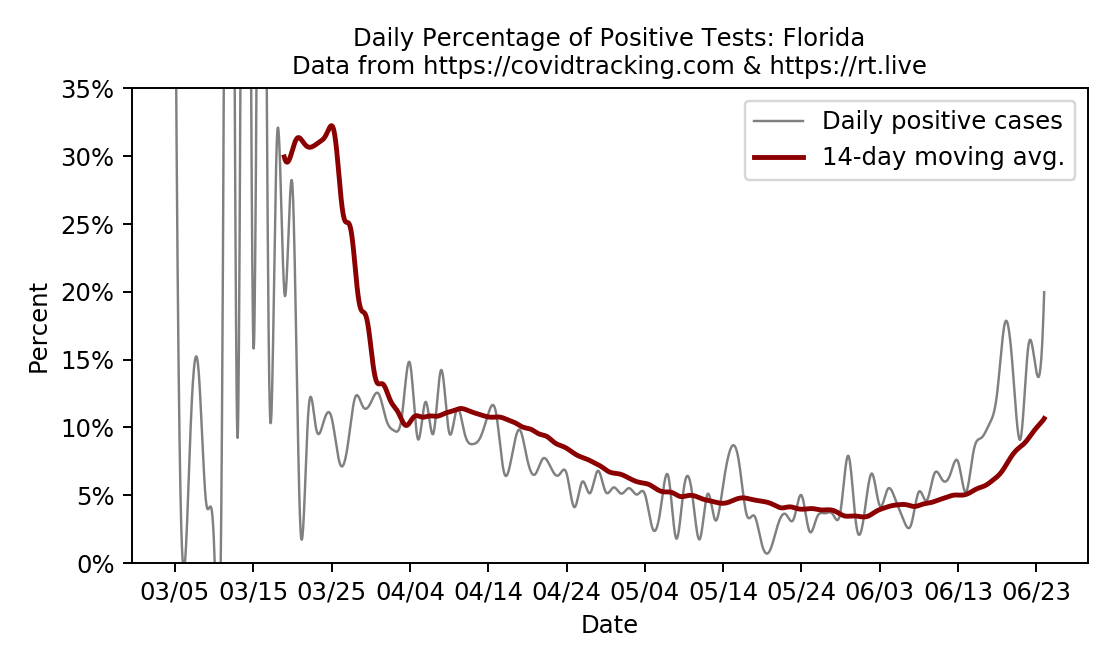 Daily Percentage of Positive Tests: Florida
Data from https://covidtracking.com & https://rt.live
35%
30%
25%
20%
15%
10%
5%
0%
Percent
Daily positive cases
14-day moving avg.
03/05 03/15 03/25 04/04 04/14 04/24 05/04 05/14 05/24 06/03 06/13 06/23
Date